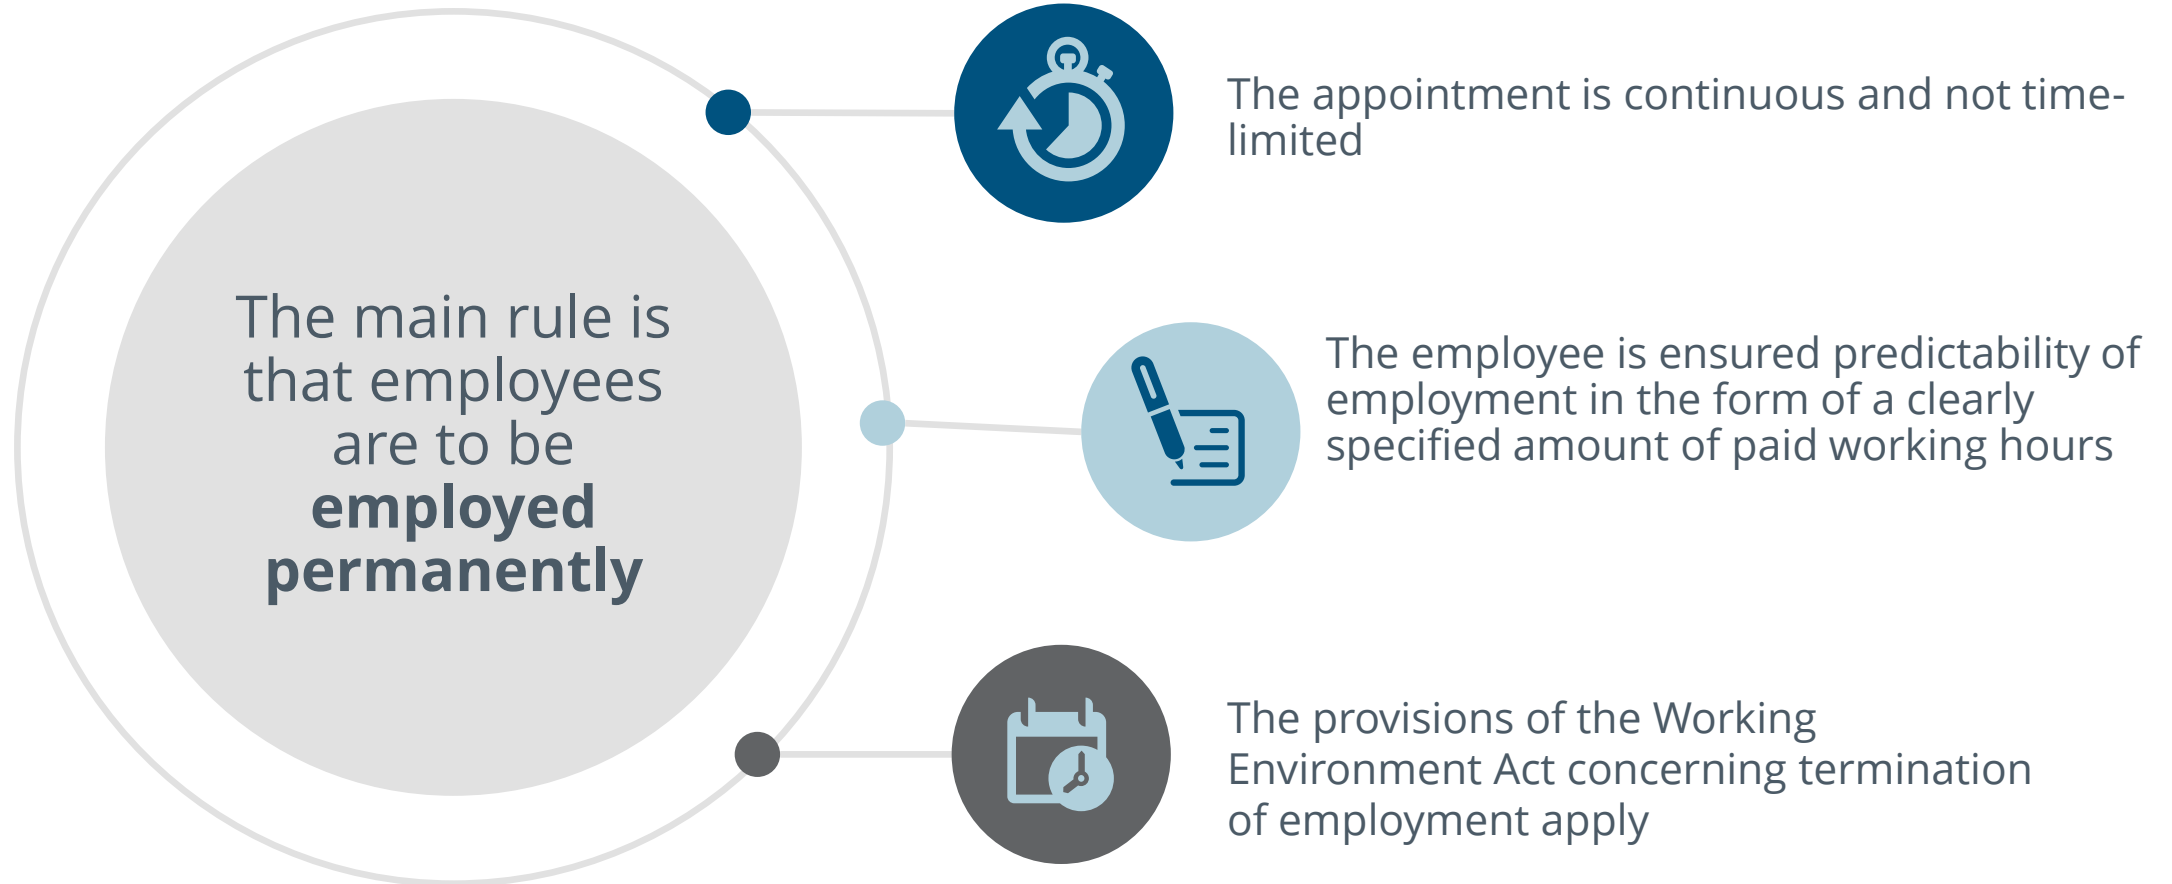 The main rule is
that employees
are to be
employed
permanently
The appointment is continuous and not time-
limited
The employee is ensured predictability of
employment in the form of a clearly
specified amount of paid working hours
The provisions of the Working
Environment Act concerning termination
of employment apply